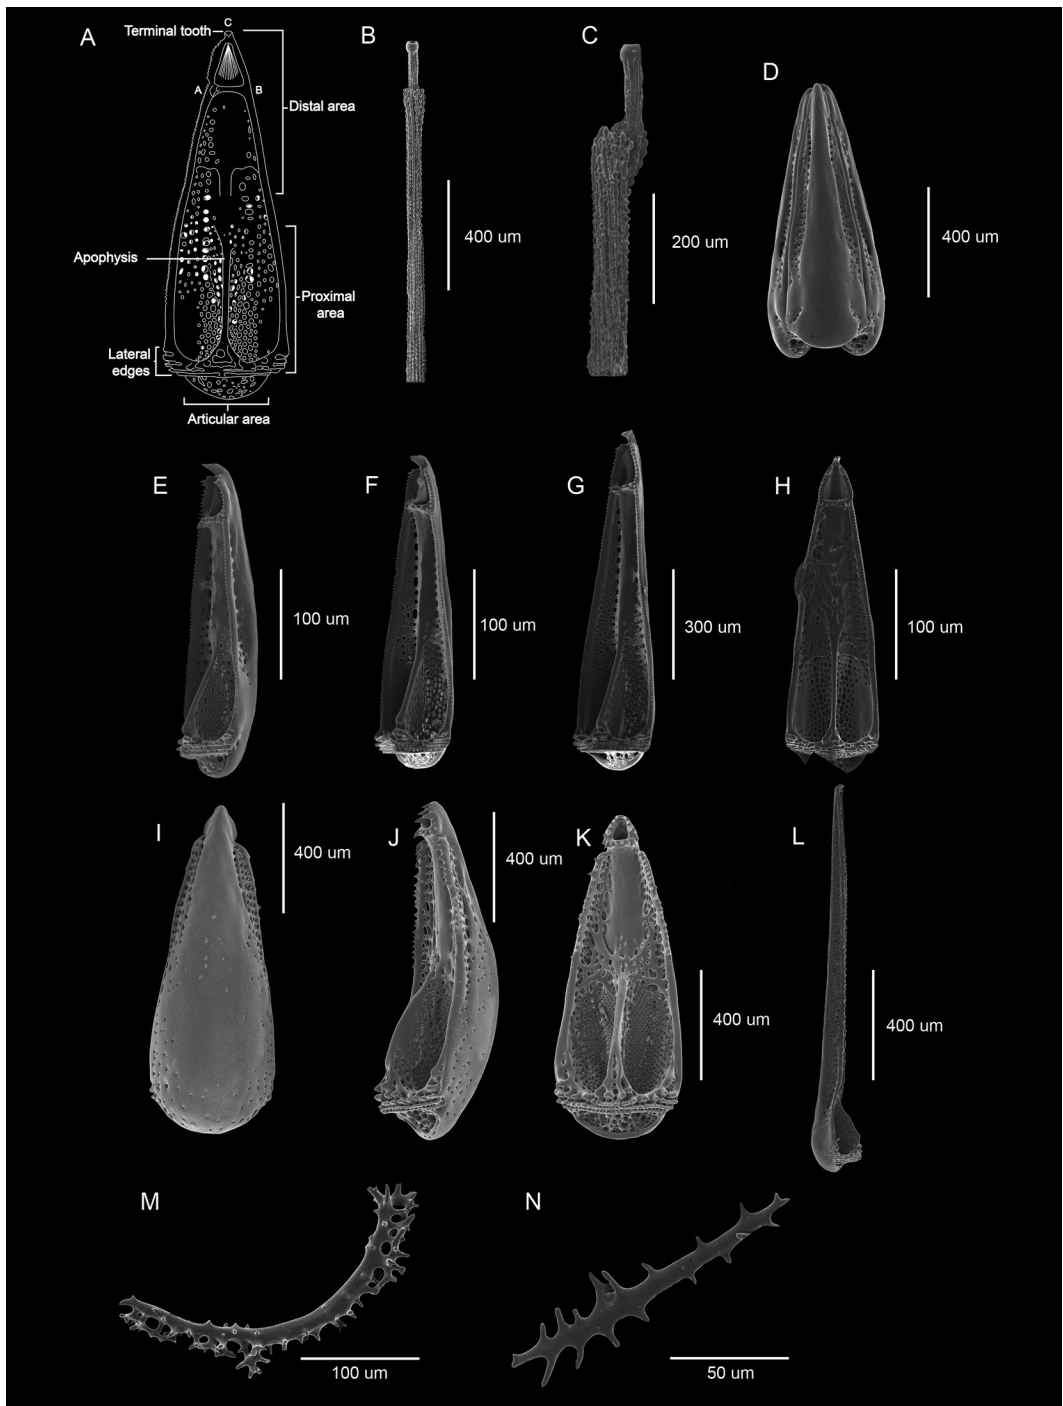 A
Terminal tooth
C
A
B
Distal area
Apophysis
Proximal
area
Lateral
edges
Articular area
B
400 um
C
200 um
D
400 um
E
100 um
F
100 um
G
300 um
H
100 um
I
400 um
J
400 um
K
400 um
L
400 um
M
100 um
N
50 um